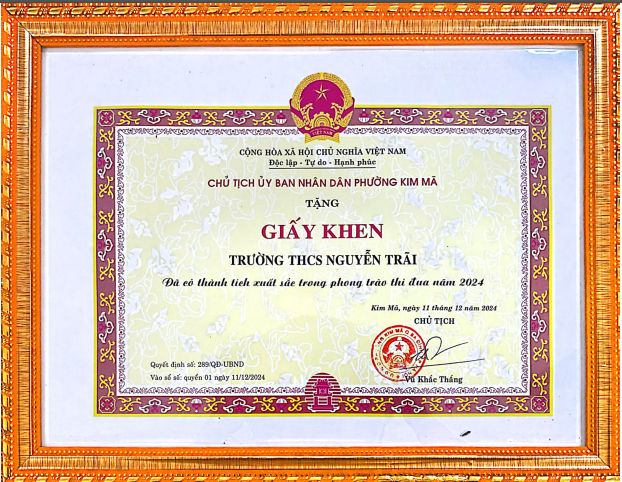 VIỆT NAM
CỘNG HÒA XÃ HỘI CHỦ NGHĨA VIỆT NAM
Độc lập - Tự do - Hạnh phúc
CHỦ TỊCH ỦY BAN NHÂN DÂN PHƯỜNG KIM MÃ
TẶNG
GIẤY KHEN
TRƯỜNG THCS NGUYỄN TRÃI
Đã có thành tích xuất sắc trong phong trào thi đua năm 2024
Kim Mã, ngày 11 tháng 12 năm 2024
CHỦ TỊCH
Quyết định số: 289/QĐ-UBND
Vào sổ số: quyển 01 ngày 11/12/2024
Vũ Khắc Thắng